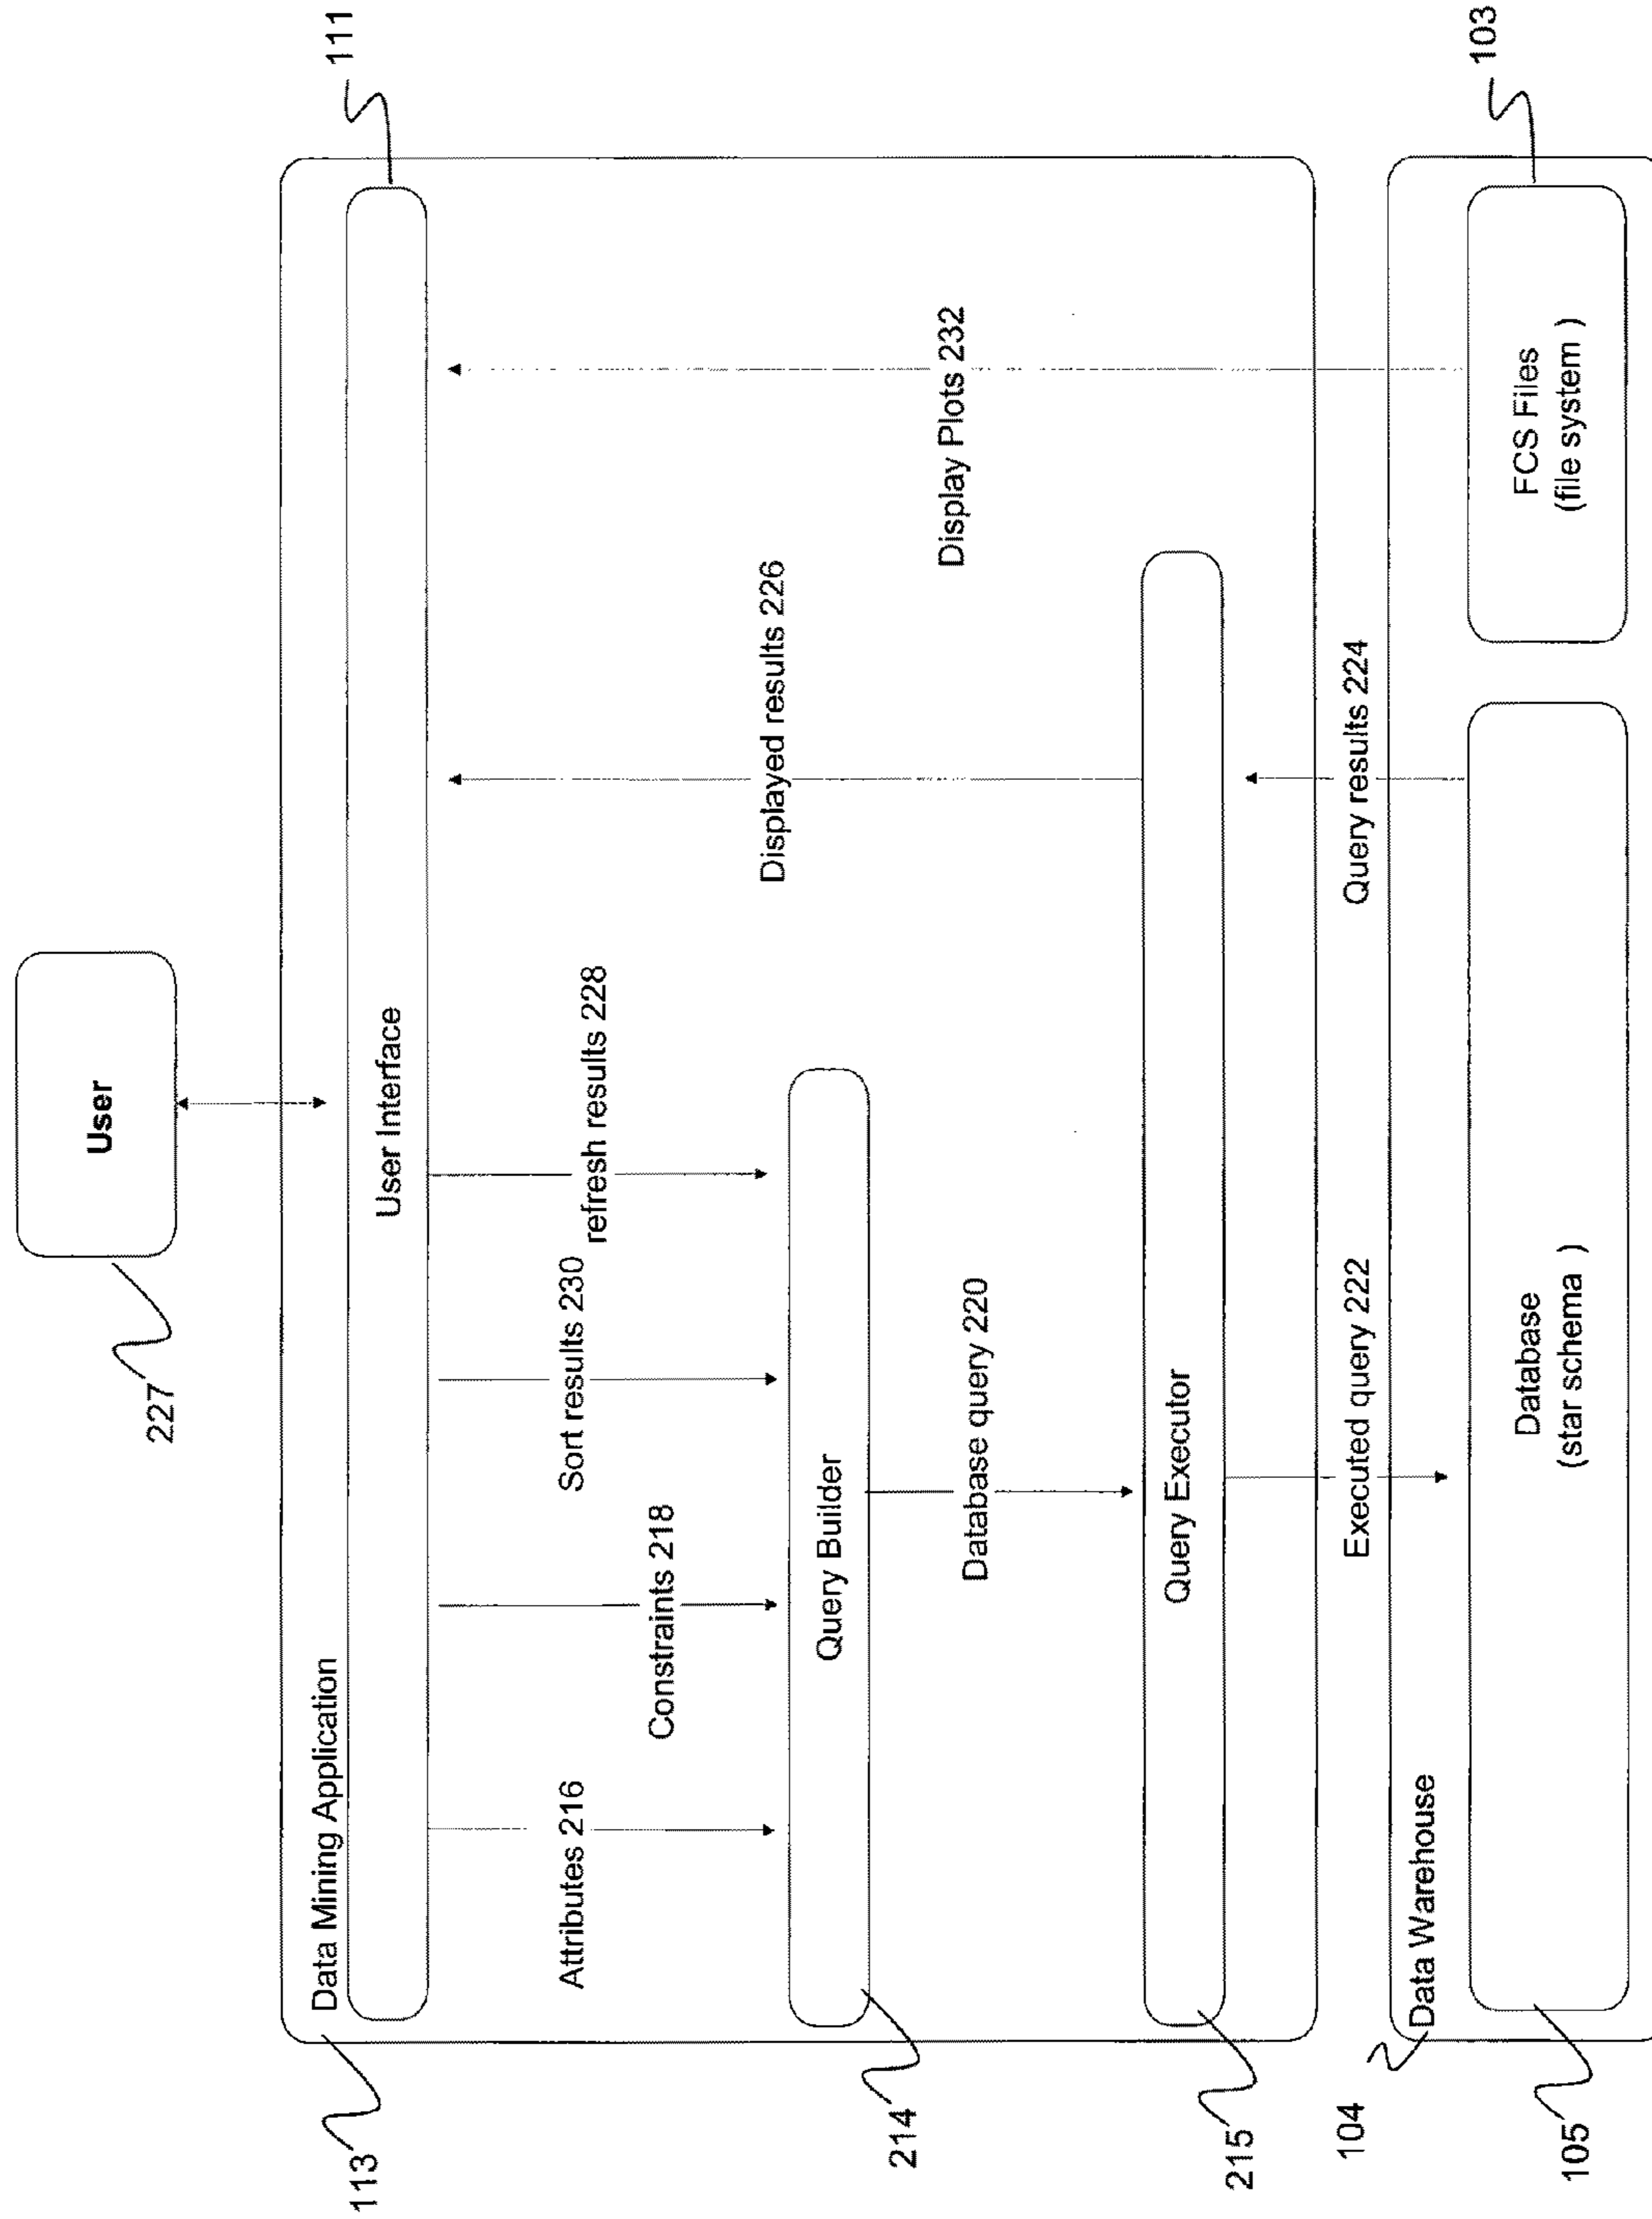 User
227
111
Data Mining Application
113
User Interface
Attributes 216
Constraints 218
Sort results 230
refresh results 228
Displayed results 226
Display Plots 232
Query Builder
214
Database query 220
Query Executor
215
Executed query 222
Query results 224
104
Data Warehouse
Database
(star schema )
105
FCS Files
(file system )
103